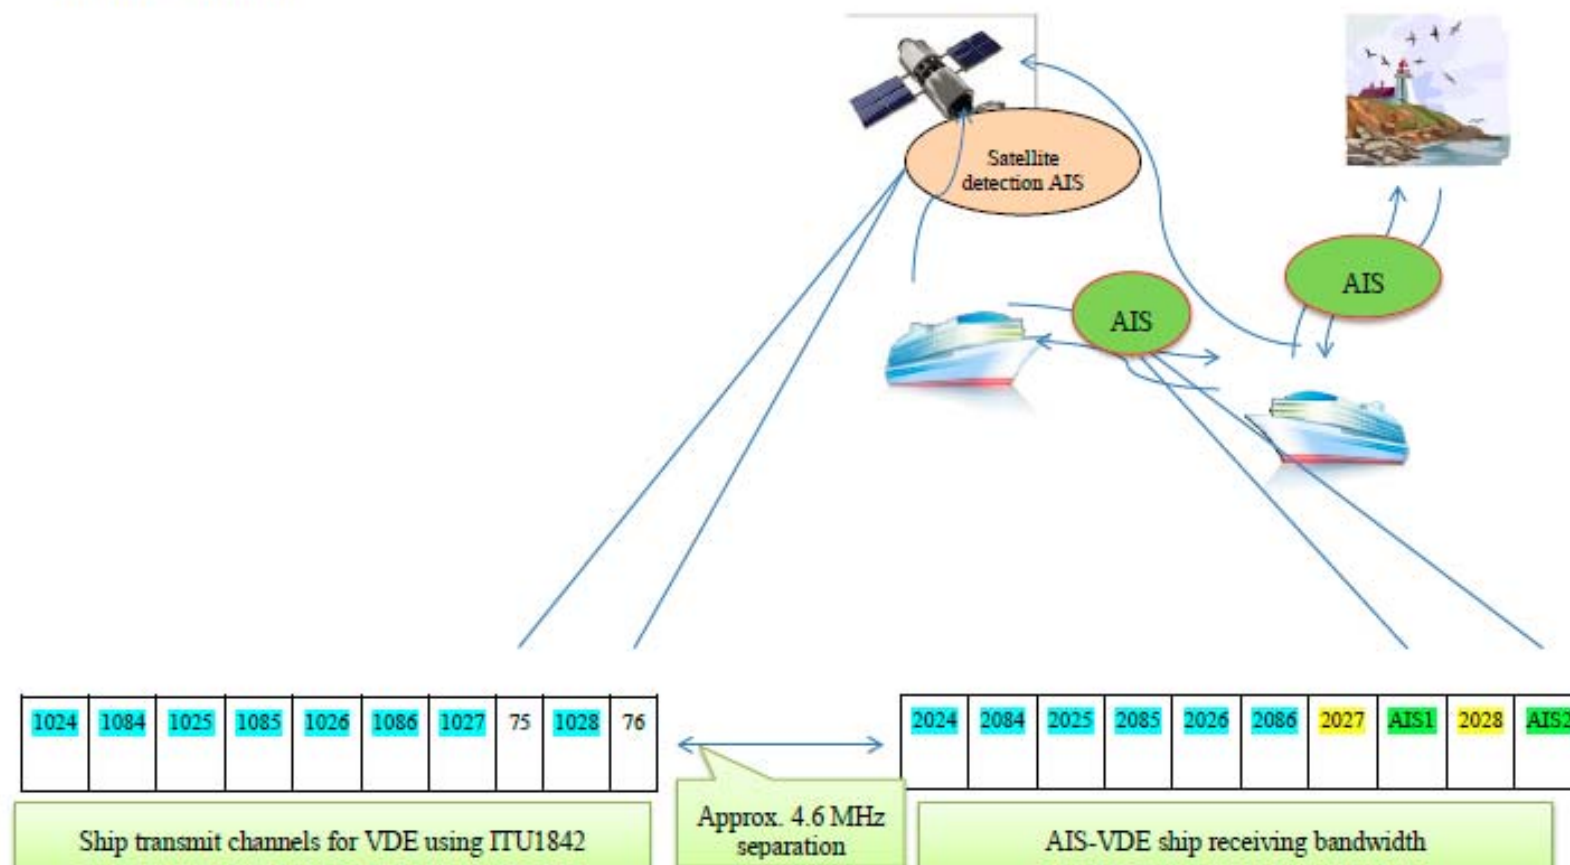 Satellite
detection AIS
AIS
AIS
1024 1084 1025 1085 1026 1086 1027 75 1028 76
2024 2084 2025 2085 2026 2086 2027 AIS1 2028 AIS2
Approx. 4.6 MHz
separation
Ship transmit channels for VDE using ITU1842
AIS-VDE ship receiving bandwidth